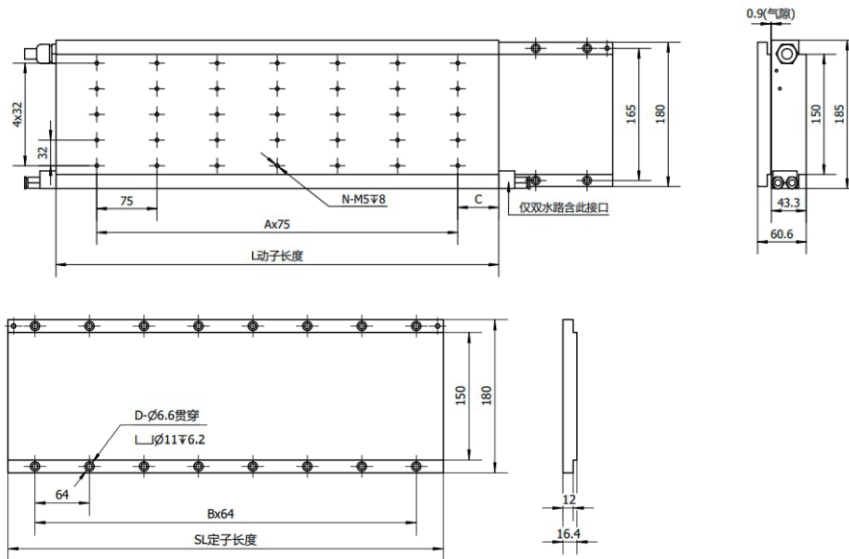 0.9(气隙)
4x32
32
75
N-M5↧8
C
仅双水路含此接口
Ax75
L动子长度
165
180
150
185
43.3
60.6
D-Ø6.6贯穿
⌴Ø11↧6.2
64
Bx64
SL定子长度
150
180
12
16.4